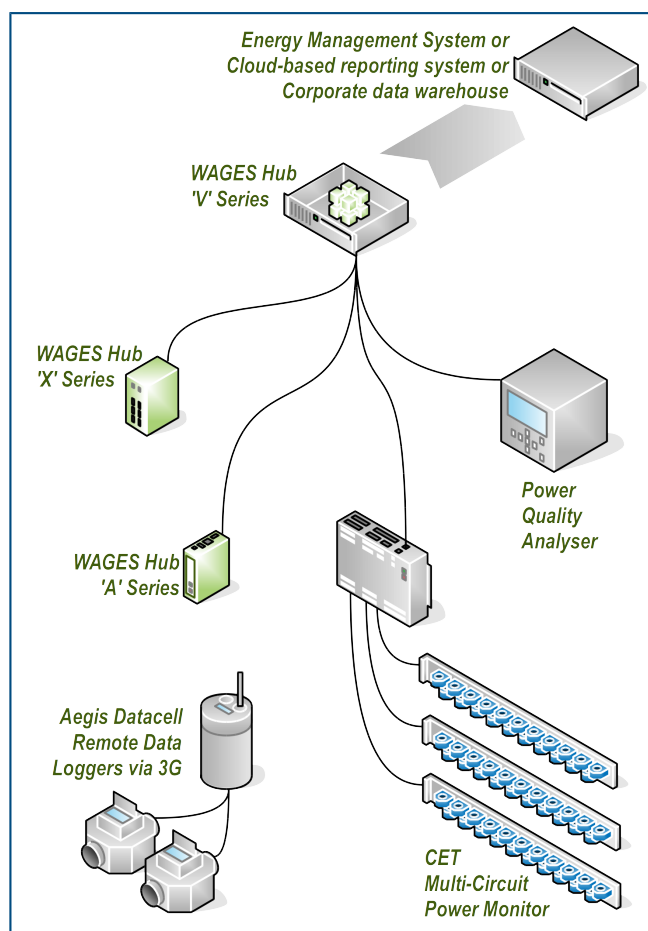 Energy Management System or
Cloud-based reporting system or
Corporate data warehouse
WAGES Hub
'V' Series
WAGES Hub
'X' Series
Power
Quality
Analyser
WAGES Hub
'A' Series
Aegis Datacell
Remote Data
Loggers via 3G
CET
Multi-Circuit
Power Monitor